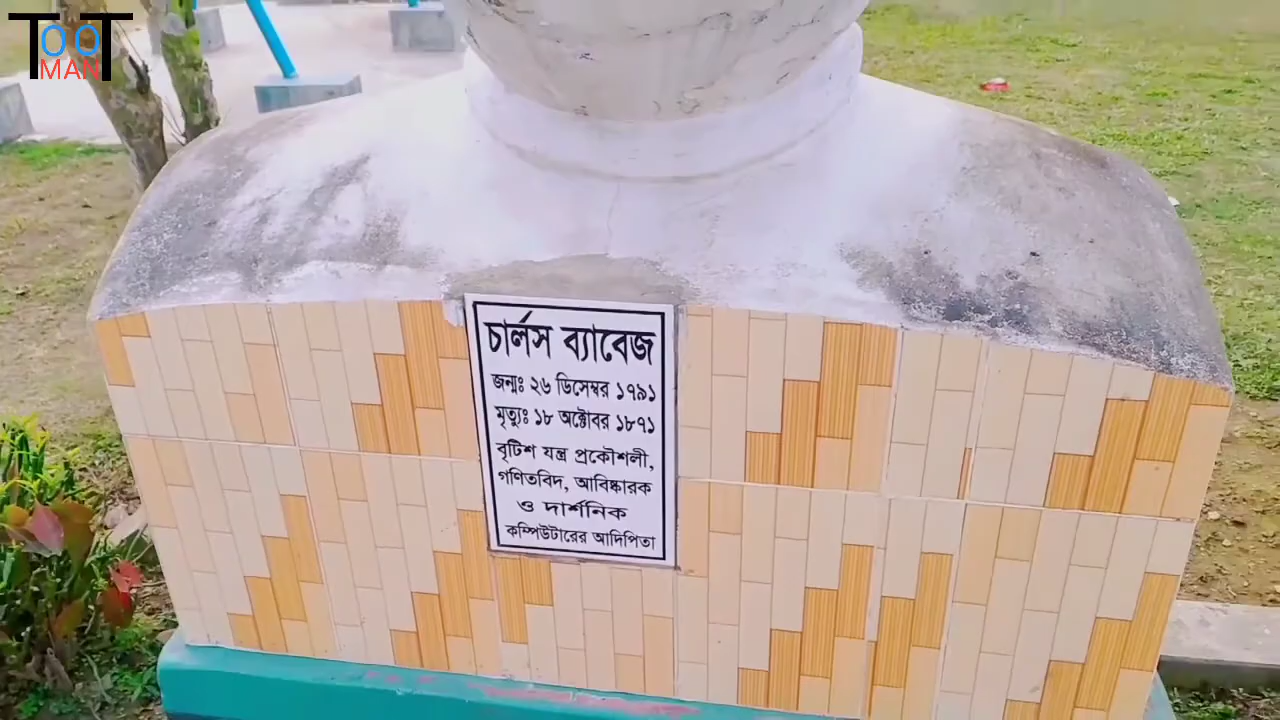 TOOT
MAN
চার্লস ব্যাবেজ
জন্মঃ ২৬ ডিসেম্বর ১৭৯১
মৃত্যুঃ ১৮ অক্টোবর ১৮৭১
বৃটিশ যন্ত্র প্রকৌশলী,
গণিতবিদ, আবিষ্কারক
ও দার্শনিক
কম্পিউটারের আদিপিতা